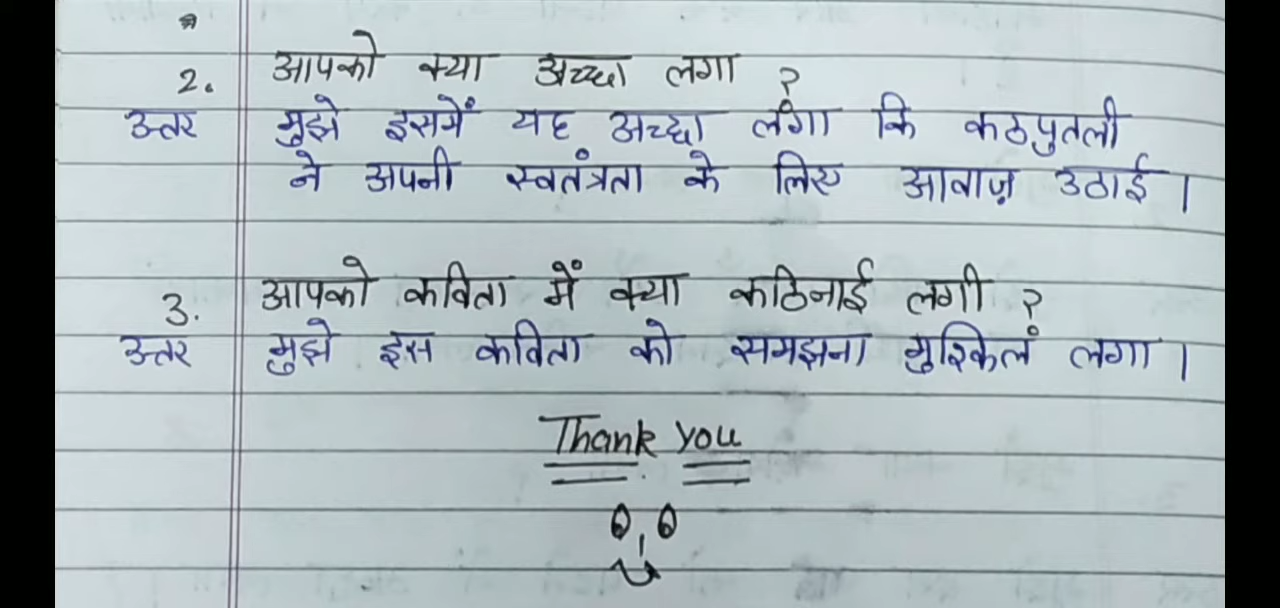 2. आपको क्या अच्छा लगा ?
उत्तर मुझे इसमें यह अच्छा लगा कि कठपुतली
ने अपनी स्वतंत्रता के लिए आवाज़ उठाई ।
3. आपको कविता में क्या कठिनाई लगी ?
उत्तर मुझे इस कविता को समझना मुश्किल लगा ।
Thank you